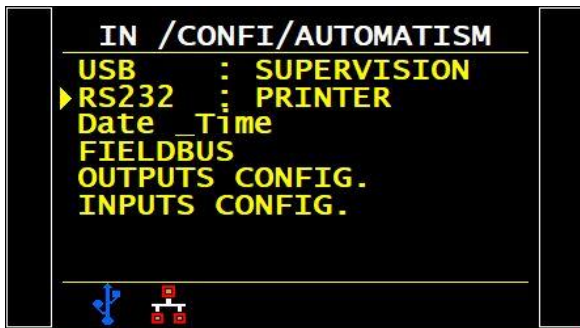 IN /CONFI/AUTOMATISM
USB : SUPERVISION
RS232 : PRINTER
Date _Time
FIELDBUS
OUTPUTS CONFIG.
INPUTS CONFIG.